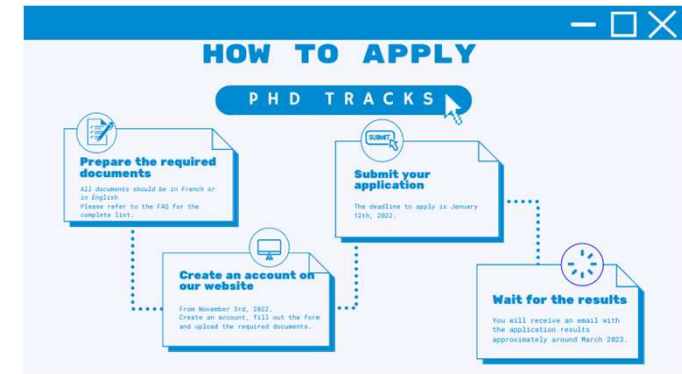 HOW TO APPLY
PHD TRACKS
Prepare the required
documents
All documents should be in French or
in English
Please refer to the FAQ for the
complete list.
Create an account on
our website
From November 3rd, 2022.
Create an account, fill out the form
and upload the required documents.
SUBMIT
Submit your
application
The deadline to apply is January
12th, 2022.
Wait for the results
You will receive an email with
the application results
approximately around March 2023.